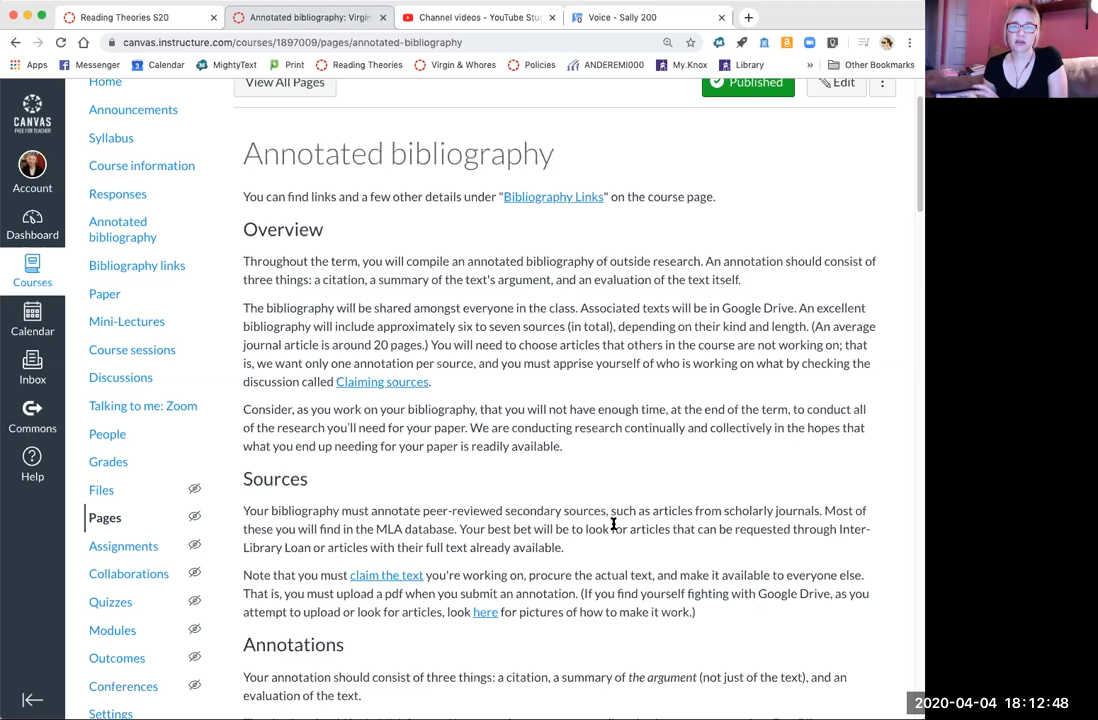 Reading Theories S20
Annotated bibliography: Virgin
Channel videos - YouTube Stu
Voice - Sally 200
canvas.instructure.com/courses/1897009/pages/annotated-bibliography
Apps
Messenger
Calendar
MightyText
Print
Reading Theories
Virgin & Whores
Policies
ANDEREMI000
My.Knox
Library
»
Other Bookmarks
CANVAS
FREE FOR TEACHER
Account
Dashboard
Courses
Calendar
Inbox
Commons
Help
Home
Announcements
Syllabus
Course information
Responses
Annotated
bibliography
Bibliography links
Paper
Mini-Lectures
Course sessions
Discussions
Talking to me: Zoom
People
Grades
Files
Pages
Assignments
Collaborations
Quizzes
Modules
Outcomes
Conferences
Settings
View All Pages
Published
Edit
Annotated bibliography
You can find links and a few other details under "Bibliography Links" on the course page.
Overview
Throughout the term, you will compile an annotated bibliography of outside research. An annotation should consist of
three things: a citation, a summary of the text's argument, and an evaluation of the text itself.
The bibliography will be shared amongst everyone in the class. Associated texts will be in Google Drive. An excellent
bibliography will include approximately six to seven sources (in total), depending on their kind and length. (An average
journal article is around 20 pages.) You will need to choose articles that others in the course are not working on; that
is, we want only one annotation per source, and you must apprise yourself of who is working on what by checking the
discussion called Claiming sources.
Consider, as you work on your bibliography, that you will not have enough time, at the end of the term, to conduct all
of the research you'll need for your paper. We are conducting research continually and collectively in the hopes that
what you end up needing for your paper is readily available.
Sources
Your bibliography must annotate peer-reviewed secondary sources, such as articles from scholarly journals. Most of
these you will find in the MLA database. Your best bet will be to look for articles that can be requested through Inter-
Library Loan or articles with their full text already available.
Note that you must claim the text you're working on, procure the actual text, and make it available to everyone else.
That is, you must upload a pdf when you submit an annotation. (If you find yourself fighting with Google Drive, as you
attempt to upload or look for articles, look here for pictures of how to make it work.)
Annotations
Your annotation should consist of three things: a citation, a summary of the argument (not just of the text), and an
evaluation of the text.
2020-04-04 18:12:48